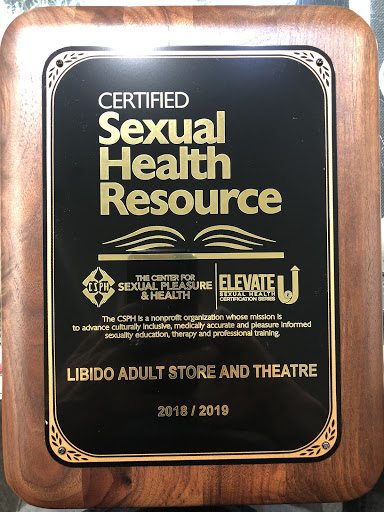 CERTIFIED
Sexual
Health
Resource
CSPH
THE CENTER FOR
SEXUAL PLEASURE
& HEALTH
ELEVATE U
SEXUAL HEALTH
CERTIFICATION SERIES
The CSPH is a nonprofit organization whose mission is
to advance culturally inclusive, medically accurate and pleasure informed
sexuality education, therapy and professional training.
LIBIDO ADULT STORE AND THEATRE
2018 / 2019